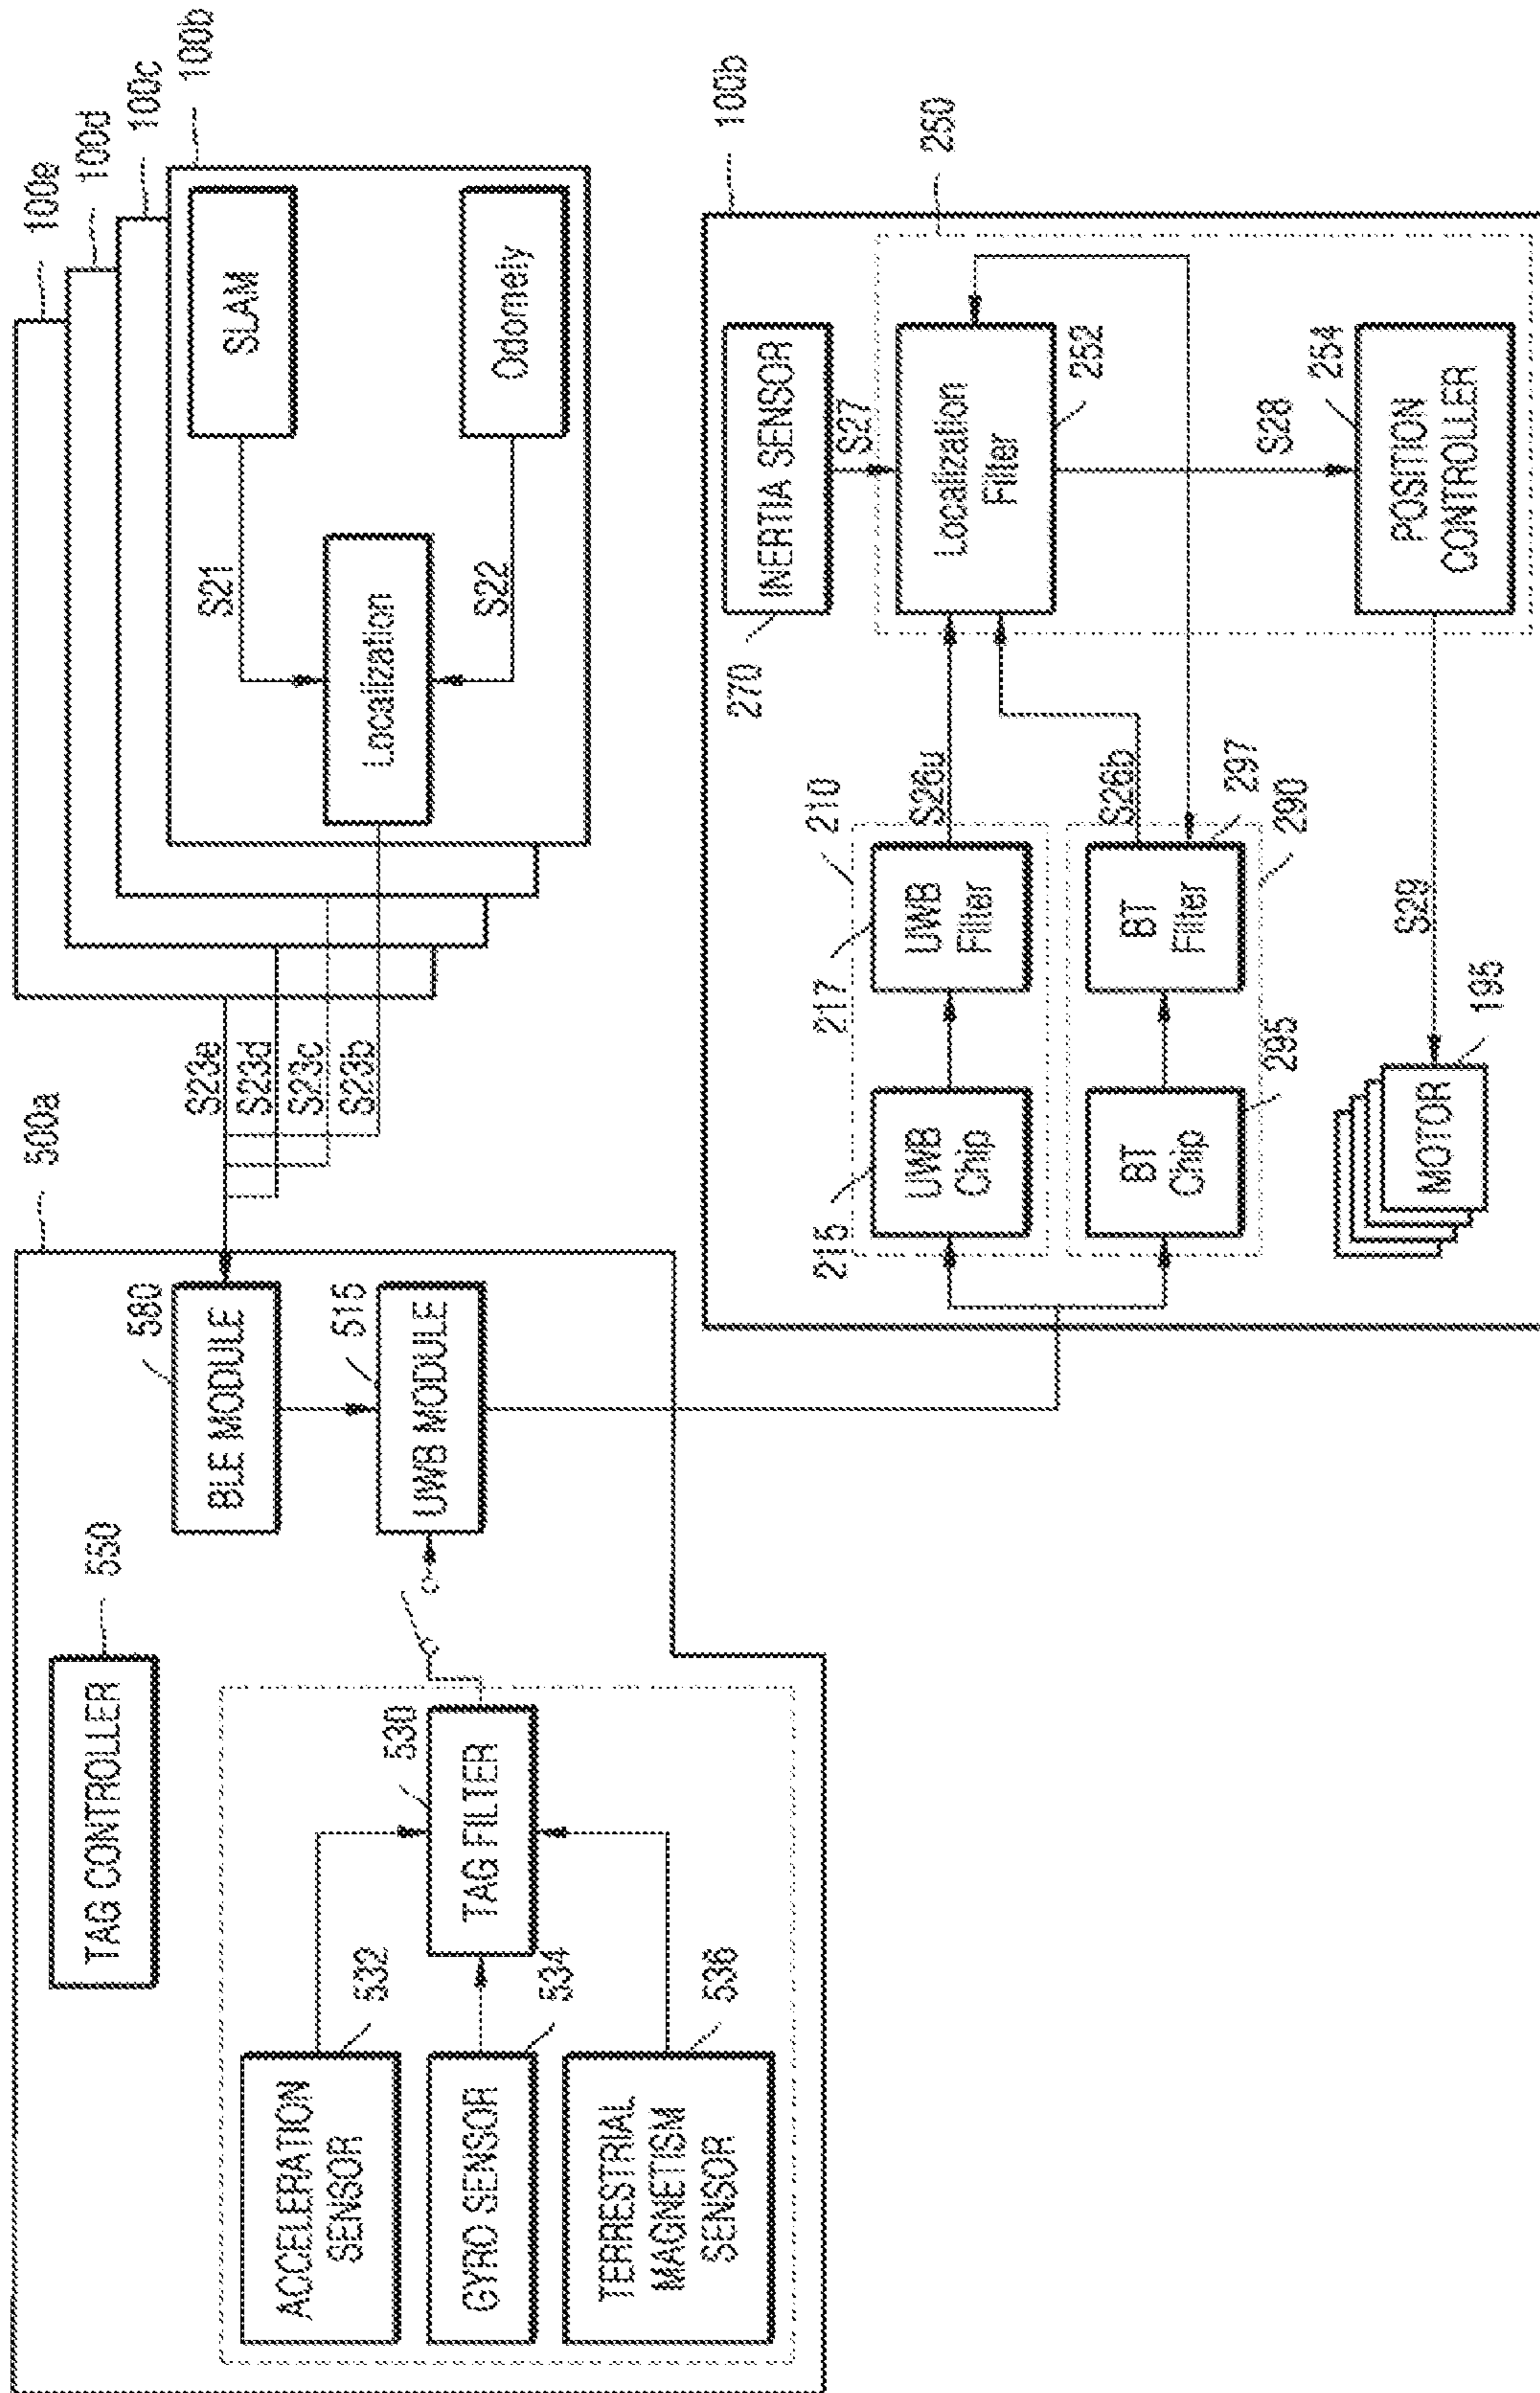 500a
TAG CONTROLLER
550
BLE MODULE
580
UWB MODULE
515
ACCELERATION
SENSOR
532
GYRO SENSOR
534
TERRESTRIAL
MAGNETISM
SENSOR
536
TAG FILTER
530
S23e
S23d
S23c
S23b
100e
100d
100c
100b
SLAM
S21
Localization
S22
Odomely
100b
250
INERTIA SENSOR
270
S27
Localization
Filter
252
S28
POSITION
CONTROLLER
254
210
UWB
Chip
215
UWB
Filter
217
S26a
BT
Chip
295
BT
Filter
297
290
S26b
S29
MOTOR
195